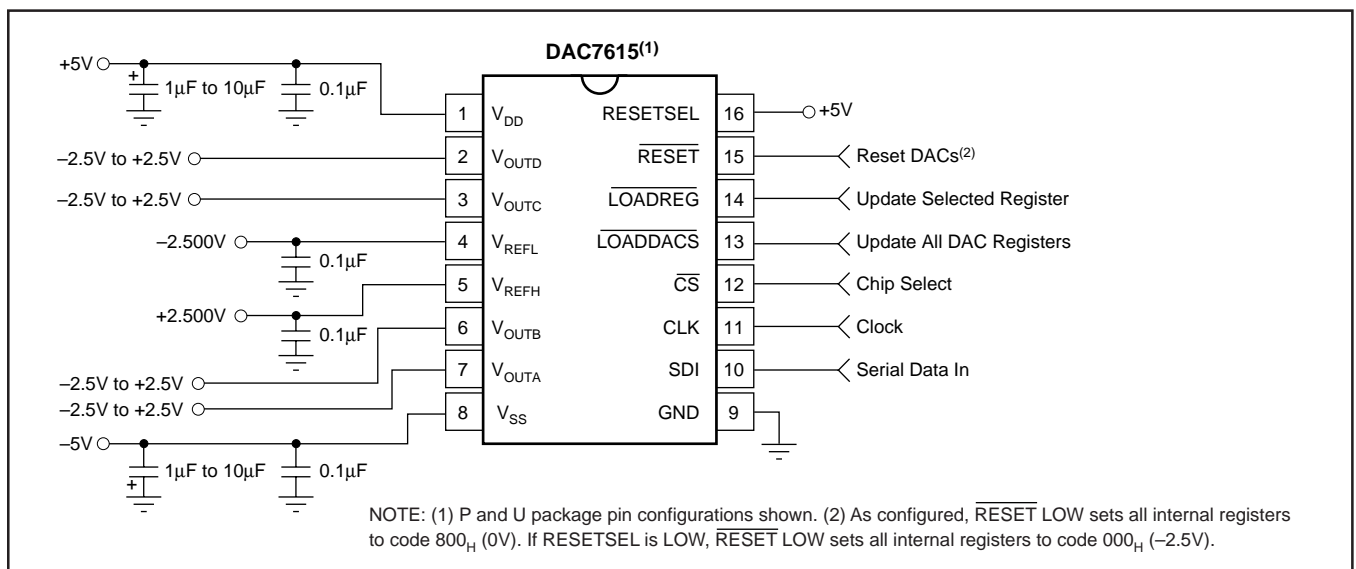 DAC7615(1)
+5V
+
1µF to 10µF
0.1µF
1 VDD
RESETSEL 16
+5V
–2.5V to +2.5V
2 VOUTD
RESET 15
Reset DACs(2)
–2.5V to +2.5V
3 VOUTC
LOADREG 14
Update Selected Register
–2.500V
0.1µF
4 VREFL
LOADDACS 13
Update All DAC Registers
5 VREFH
CS 12
Chip Select
+2.500V
0.1µF
6 VOUTB
CLK 11
Clock
–2.5V to +2.5V
7 VOUTA
SDI 10
Serial Data In
–2.5V to +2.5V
8 VSS
GND 9
–5V
1µF to 10µF
+
0.1µF
NOTE: (1) P and U package pin configurations shown. (2) As configured, RESET LOW sets all internal registers
to code 800H (0V). If RESETSEL is LOW, RESET LOW sets all internal registers to code 000H (–2.5V).